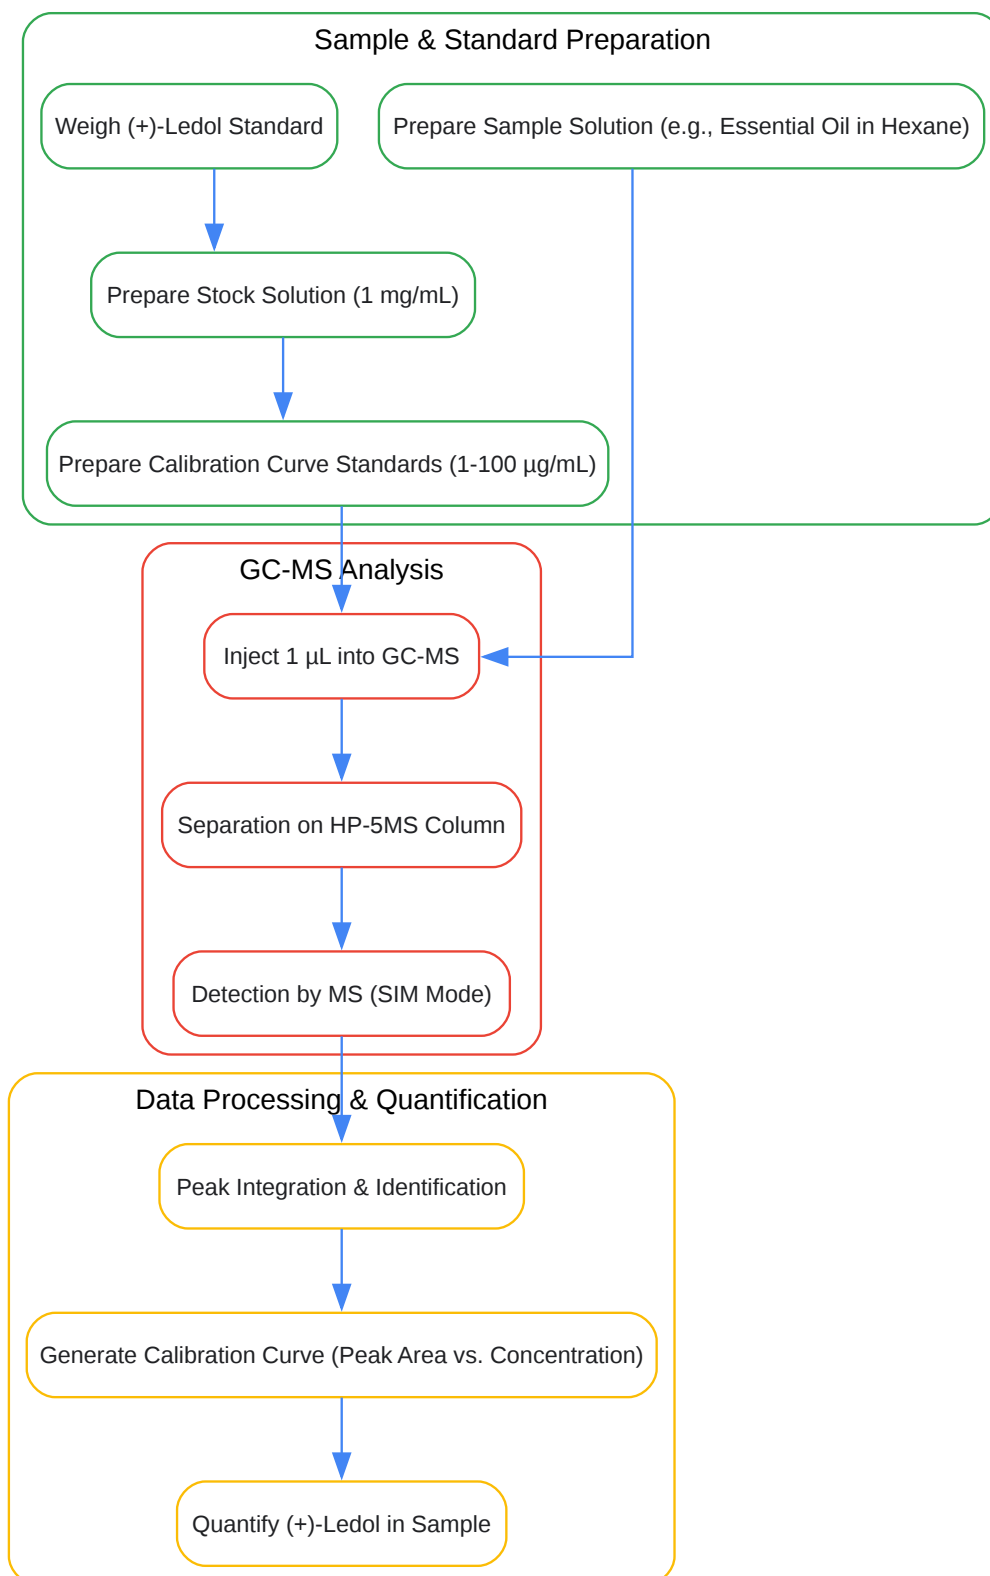 Sample & Standard Preparation
Weigh (+)-Ledol Standard
Prepare Sample Solution (e.g., Essential Oil in Hexane)
Prepare Stock Solution (1 mg/mL)
Prepare Calibration Curve Standards (1-100 µg/mL)
GC-MS Analysis
Inject 1 µL into GC-MS
Separation on HP-5MS Column
Detection by MS (SIM Mode)
Data Processing & Quantification
Peak Integration & Identification
Generate Calibration Curve (Peak Area vs. Concentration)
Quantify (+)-Ledol in Sample